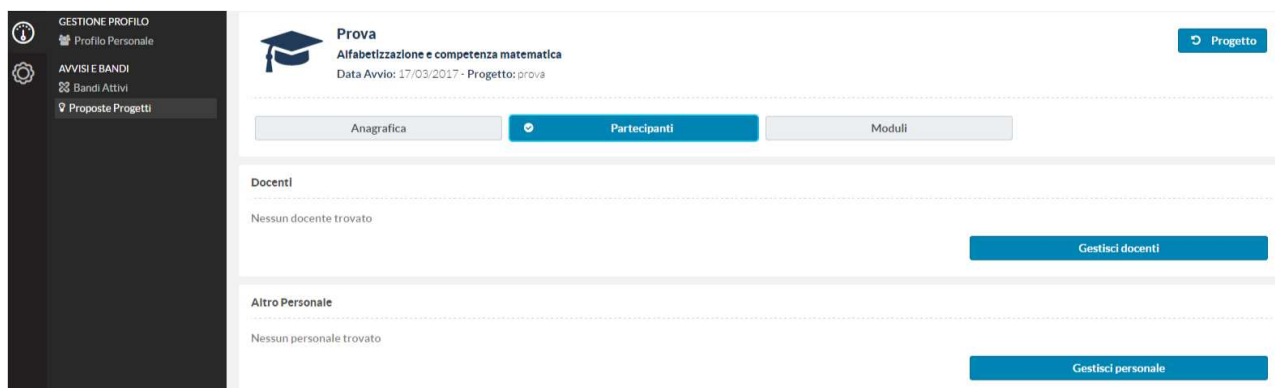 GESTIONE PROFILO
Profilo Personale
AVVISI E BANDI
Bandi Attivi
Proposte Progetti
Prova
Alfabetizzazione e competenza matematica
Data Avvio: 17/03/2017 - Progetto: prova
Progetto
Anagrafica
Partecipanti
Moduli
Docenti
Nessun docente trovato
Gestisci docenti
Altro Personale
Nessun personale trovato
Gestisci personale